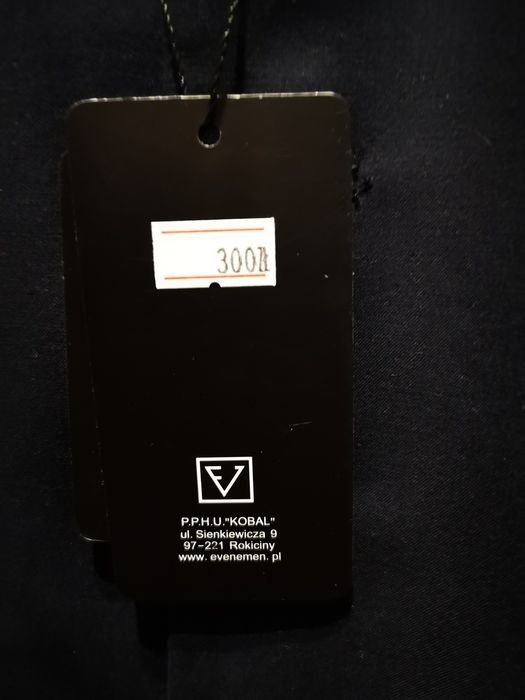 300zł
P.P.H.U."KOBAL"
ul. Sienkiewicza 9
97-221 Rokiciny
www.evenemen.pl